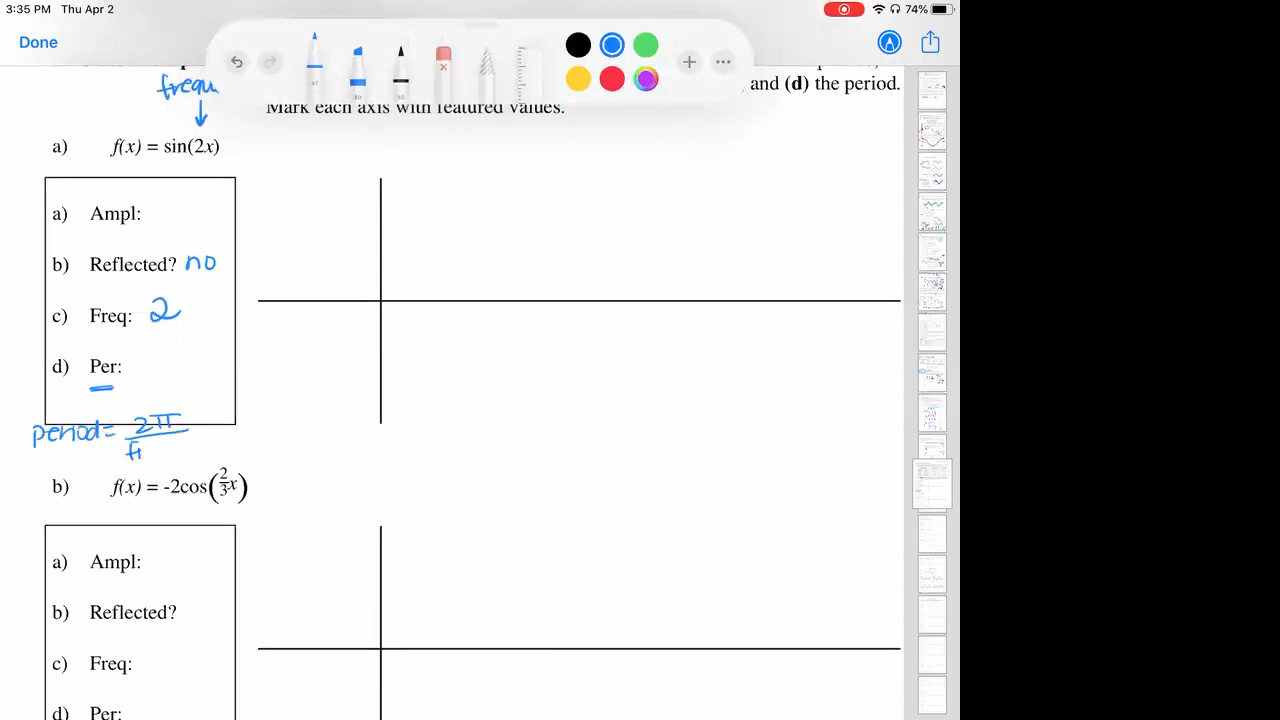 3:35 PM Thu Apr 2 74%
Done
and (d) the period.
frequ
Mark each axis with featured values.
a) f(x) = sin(2x)
a) Ampl:
b) Reflected? no
c) Freq: 2
d) Per:
period = 2π
fr
b) f(x) = -2cos(2/3 x)
a) Ampl:
b) Reflected?
c) Freq:
d) Per: